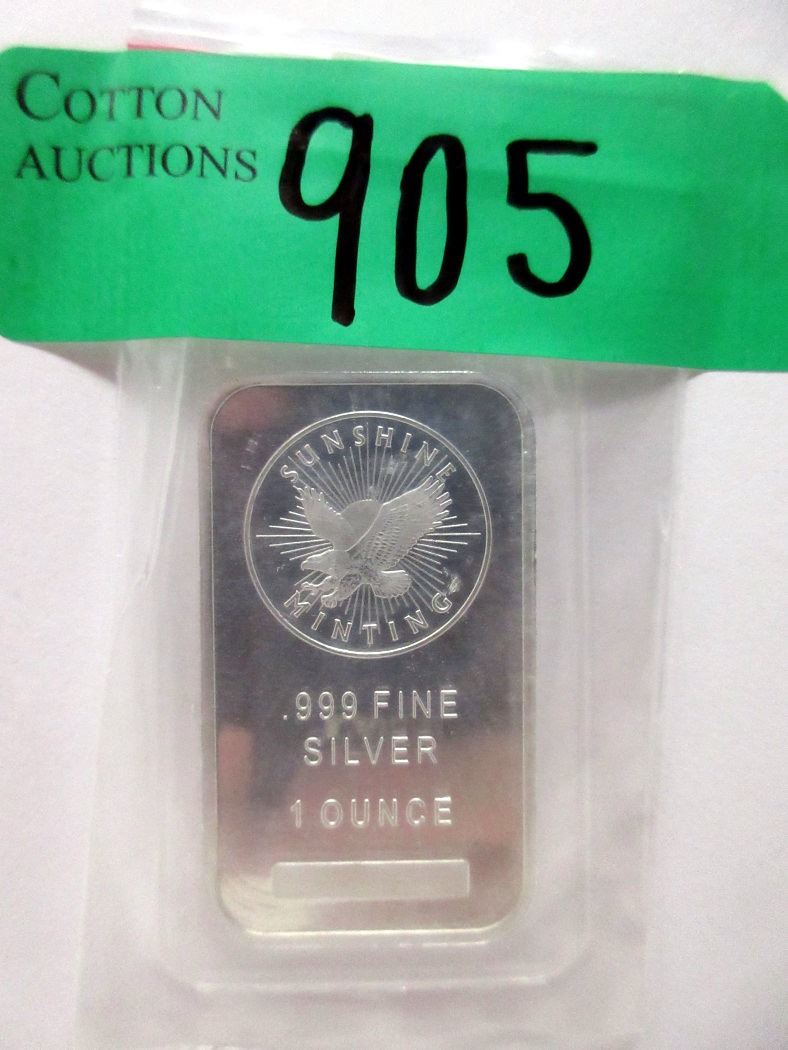 COTTON
AUCTIONS
905
SUNSHINE
MINTING
.999 FINE
SILVER
1 OUNCE